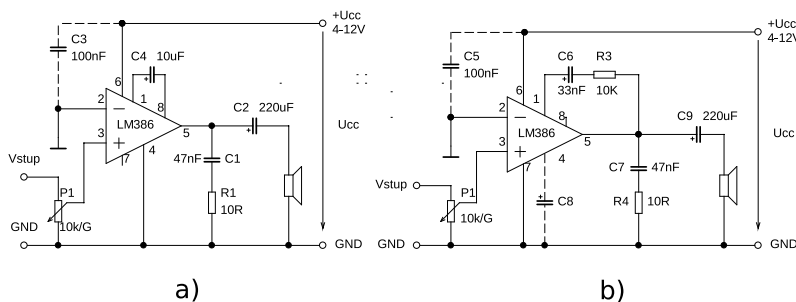 +Ucc
4-12V
C3
100nF
C4 10uF
6
2
1
8
LM386
3
5
7
4
C2 220uF
Ucc
47nF C1
Vstup
P1
R1
10R
GND
10k/G
GND
a)
+Ucc
4-12V
C5
100nF
C6
33nF
R3
10K
6
1
2
8
LM386
3
5
7
4
C9 220uF
Ucc
C7 47nF
Vstup
P1
C8
R4 10R
10k/G
GND
GND
b)